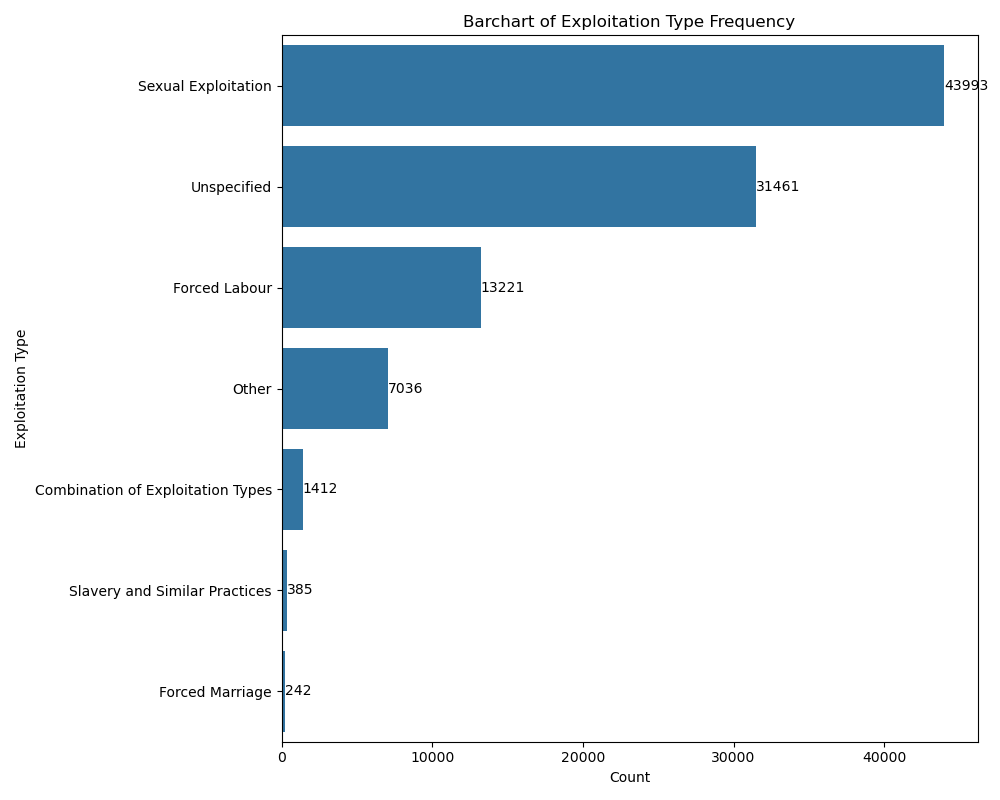 Barchart of Exploitation Type Frequency
Exploitation Type
Sexual Exploitation
43993
Unspecified
31461
Forced Labour
13221
Other
7036
Combination of Exploitation Types
1412
Slavery and Similar Practices
385
Forced Marriage
242
0 10000 20000 30000 40000
Count